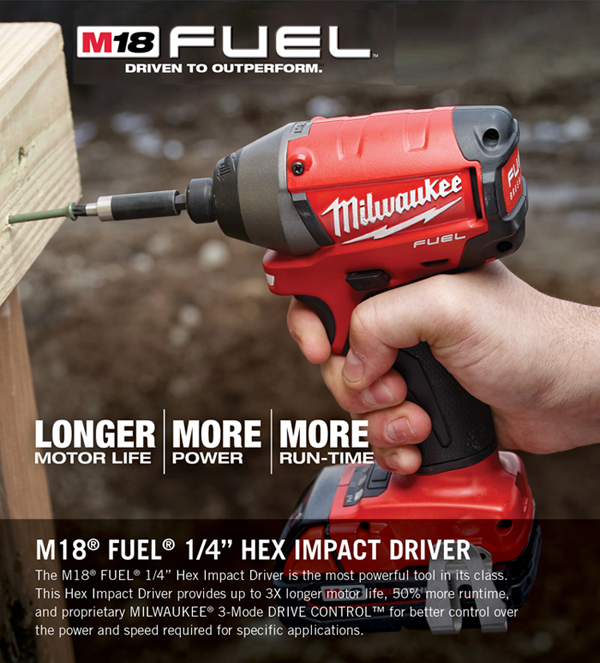 M18 FUEL™
DRIVEN TO OUTPERFORM.
FUEL
Milwaukee
FUEL
LONGER MORE MORE
MOTOR LIFE POWER RUN-TIME
M18® FUEL® 1/4” HEX IMPACT DRIVER
The M18® FUEL® 1/4” Hex Impact Driver is the most powerful tool in its class.
This Hex Impact Driver provides up to 3X longer motor life, 50% more runtime,
and proprietary MILWAUKEE® 3-Mode DRIVE CONTROL™ for better control over
the power and speed required for specific applications.